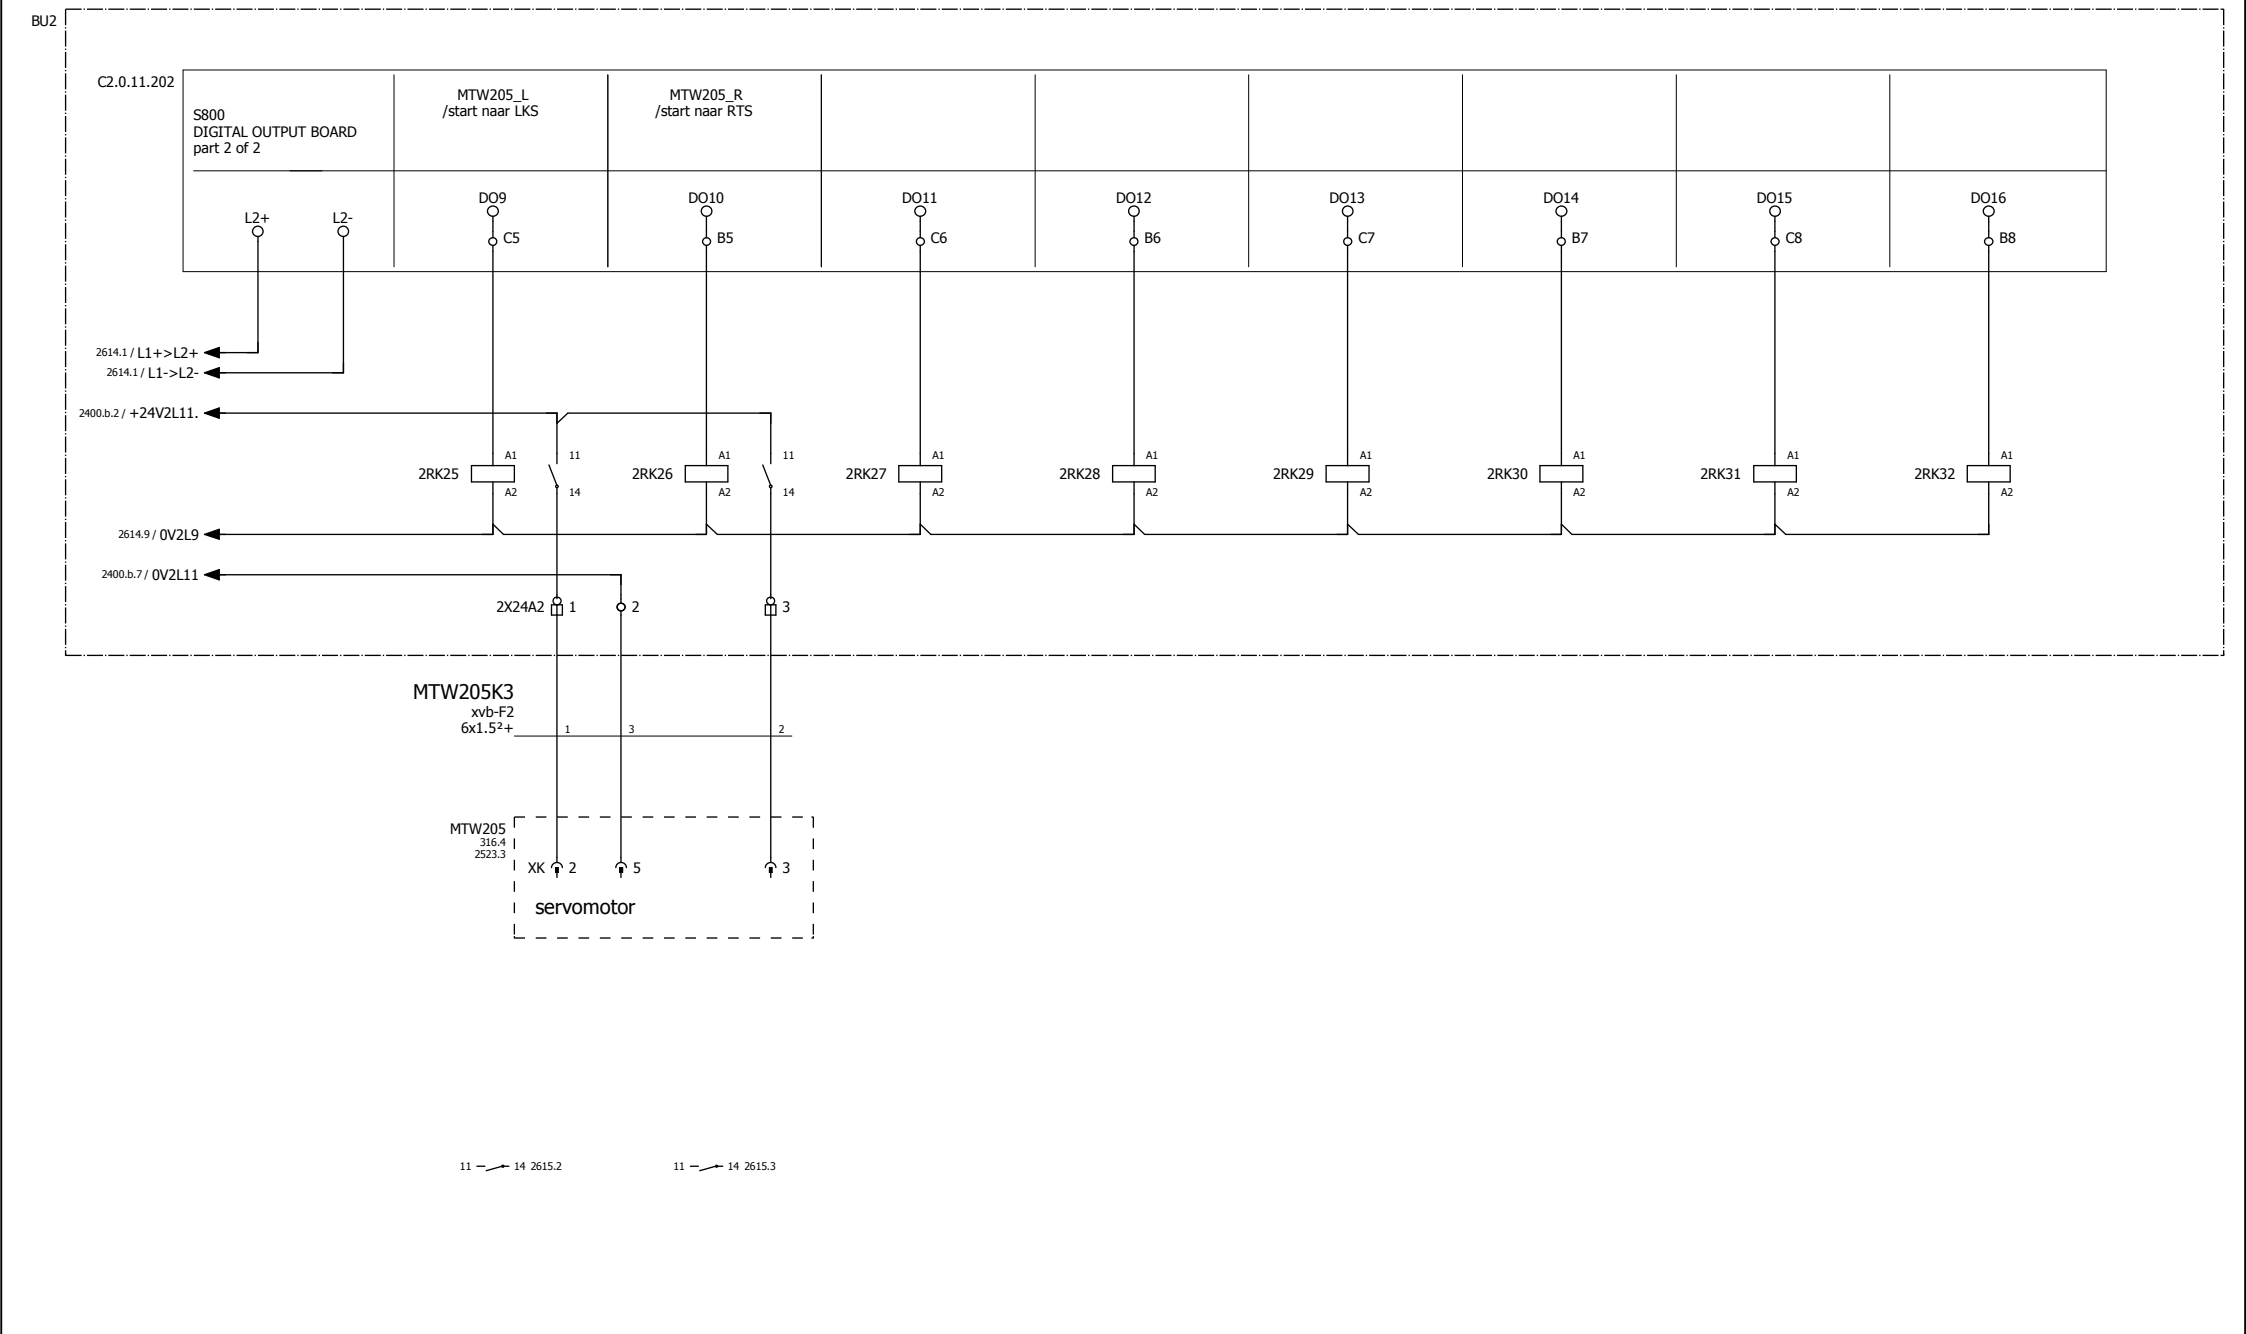 BU2
C2.0.11.202
S800
DIGITAL OUTPUT BOARD
part 2 of 2
MTW205_L
/start naar LKS
MTW205_R
/start naar RTS
L2+ L2-
DO9 DO10 DO11 DO12 DO13 DO14 DO15 DO16
C5 B5 C6 B6 C7 B7 C8 B8
2614.1 / L1+>L2+
2614.1 / L1->L2-
2400.b.2 / +24V2L11.
A1 11 A1 11 A1 A1 A1 A1 A1 A1
2RK25 2RK26 2RK27 2RK28 2RK29 2RK30 2RK31 2RK32
A2 14 A2 14 A2 A2 A2 A2 A2 A2
2614.9 / 0V2L9
2400.b.7 / 0V2L11
2X24A2 1 2 3
MTW205K3
xvb-F2
6x1.5²+
1 3 2
MTW205
316.4
2523.3
XK 2 5 3
servomotor
11 14 2615.2 11 14 2615.3